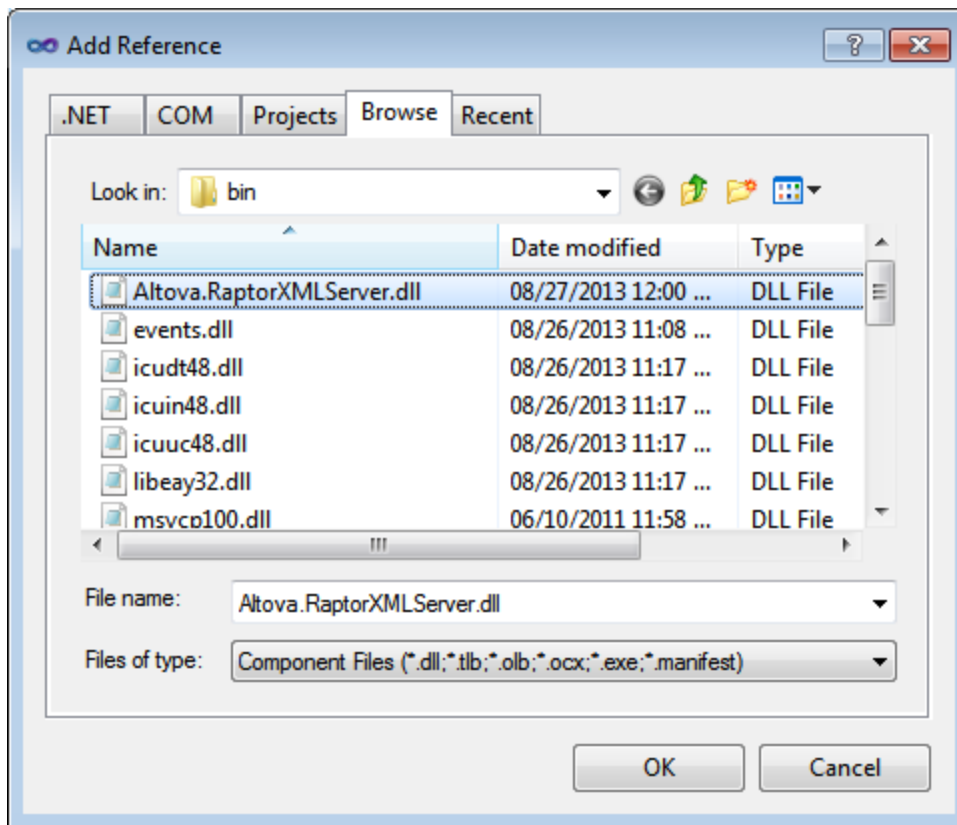 Add Reference
.NET COM Projects Browse Recent
Look in: bin
Name Date modified Type
Altova.RaptorXMLServer.dll 08/27/2013 12:00 ... DLL File
events.dll 08/26/2013 11:08 ... DLL File
icudt48.dll 08/26/2013 11:17 ... DLL File
icuin48.dll 08/26/2013 11:17 ... DLL File
icuuc48.dll 08/26/2013 11:17 ... DLL File
libeay32.dll 08/26/2013 11:17 ... DLL File
msvcp100.dll 06/10/2011 11:58 ... DLL File
File name: Altova.RaptorXMLServer.dll
Files of type: Component Files (*.dll;*.tlb;*.olb;*.ocx;*.exe;*.manifest)
OK Cancel